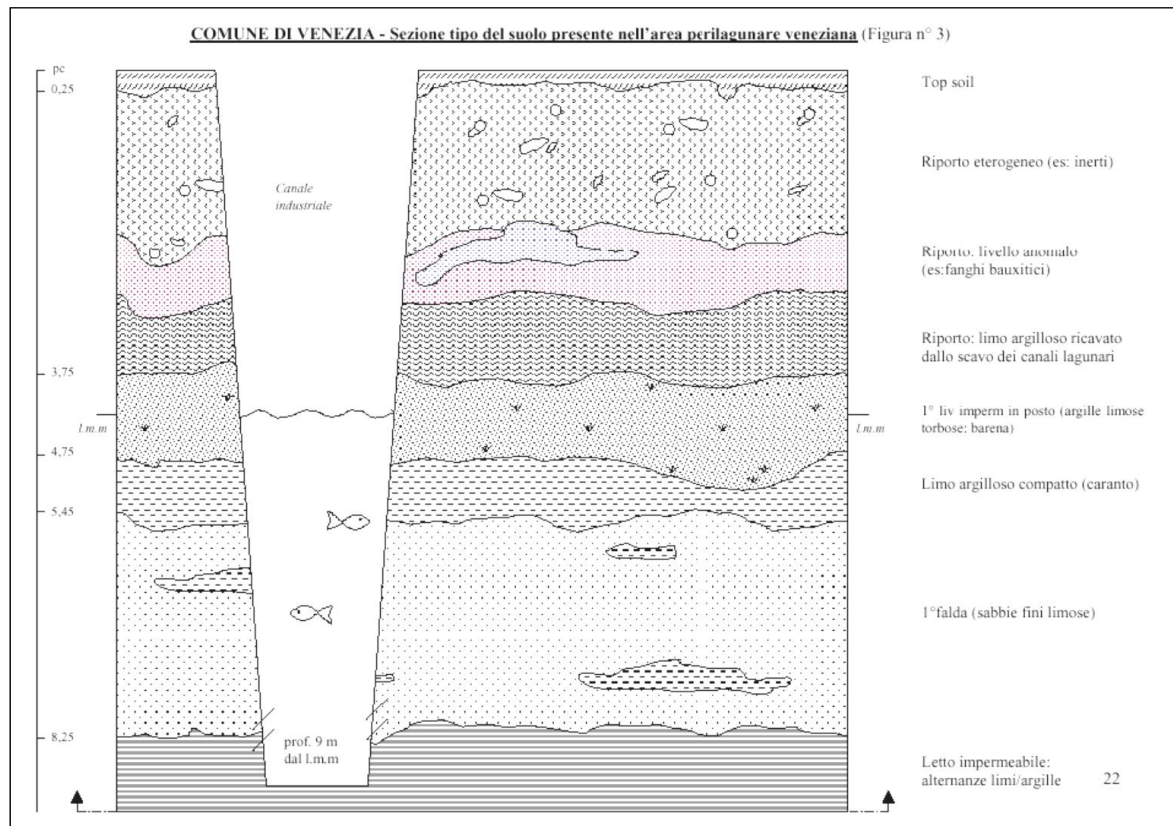 COMUNE DI VENEZIA - Sezione tipo del suolo presente nell'area perilagunare veneziana (Figura n° 3)
pc
0,25
3,75
l.m.m
4,75
5,45
8,25
Canale
industriale
prof. 9 m
dal l.m.m
l.m.m
Top soil
Riporto eterogeneo (es: inerti)
Riporto: livello anomalo
(es:fanghi bauxitici)
Riporto: limo argilloso ricavato
dallo scavo dei canali lagunari
1° liv imperm in posto (argille limose
torbose: barena)
Limo argilloso compatto (caranto)
1°falda (sabbie fini limose)
Letto impermeabile:
alternanze limi/argille
22